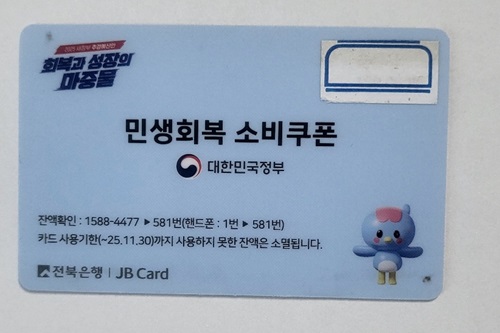 회복과 성장의
마중물
민생회복 소비쿠폰
대한민국정부
잔액확인 : 1588-4477 ▶ 581번(핸드폰 : 1번 ▶ 581번)
카드 사용기한(~25.11.30)까지 사용하지 못한 잔액은 소멸됩니다.
전북은행 | JB Card